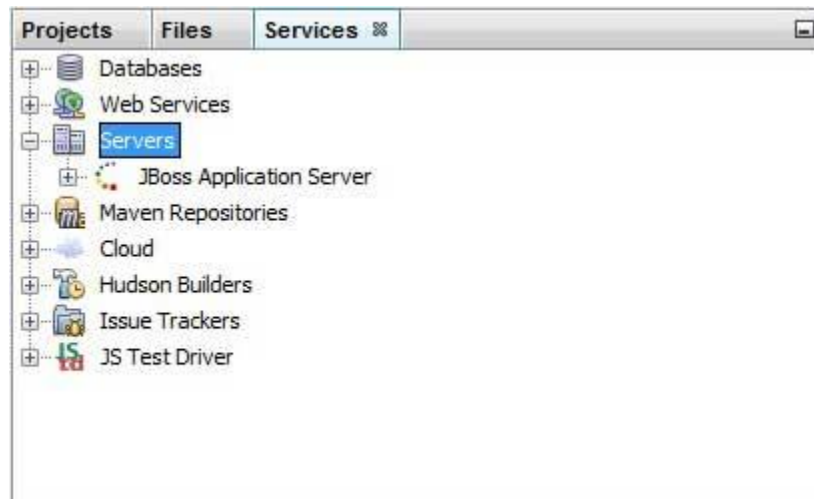 Projects Files Services
Databases
Web Services
Servers
JBoss Application Server
Maven Repositories
Cloud
Hudson Builders
Issue Trackers
JS Test Driver